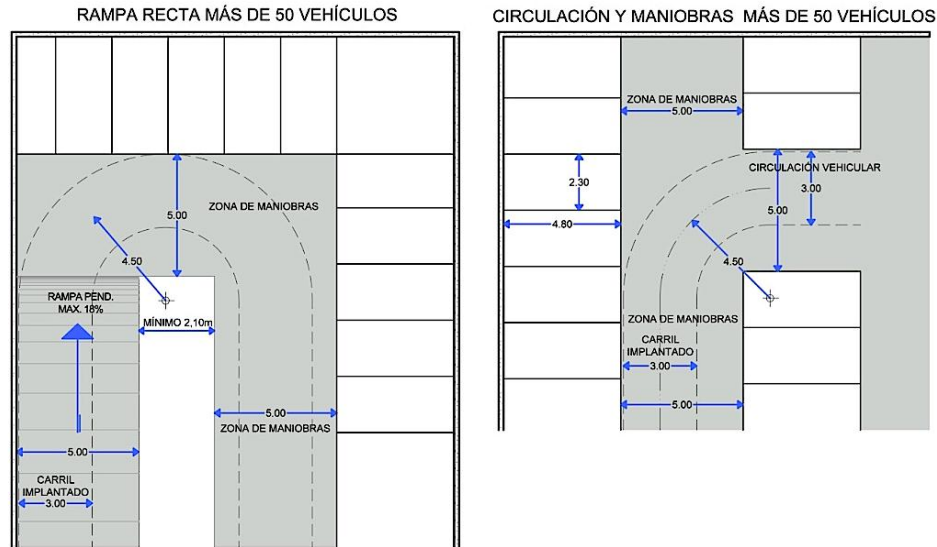 RAMPA RECTA MÁS DE 50 VEHÍCULOS
5.00
ZONA DE MANIOBRAS
4.50
RAMPA PEND.
MAX. 18%
MÍNIMO 2,10m
5.00
ZONA DE MANIOBRAS
5.00
CARRIL
IMPLANTADO
3.00
CIRCULACIÓN Y MANIOBRAS MÁS DE 50 VEHÍCULOS
ZONA DE MANIOBRAS
5.00
CIRCULACIÓN VEHICULAR
2.30
3.00
5.00
4.80
4.50
ZONA DE MANIOBRAS
CARRIL
IMPLANTADO
3.00
5.00